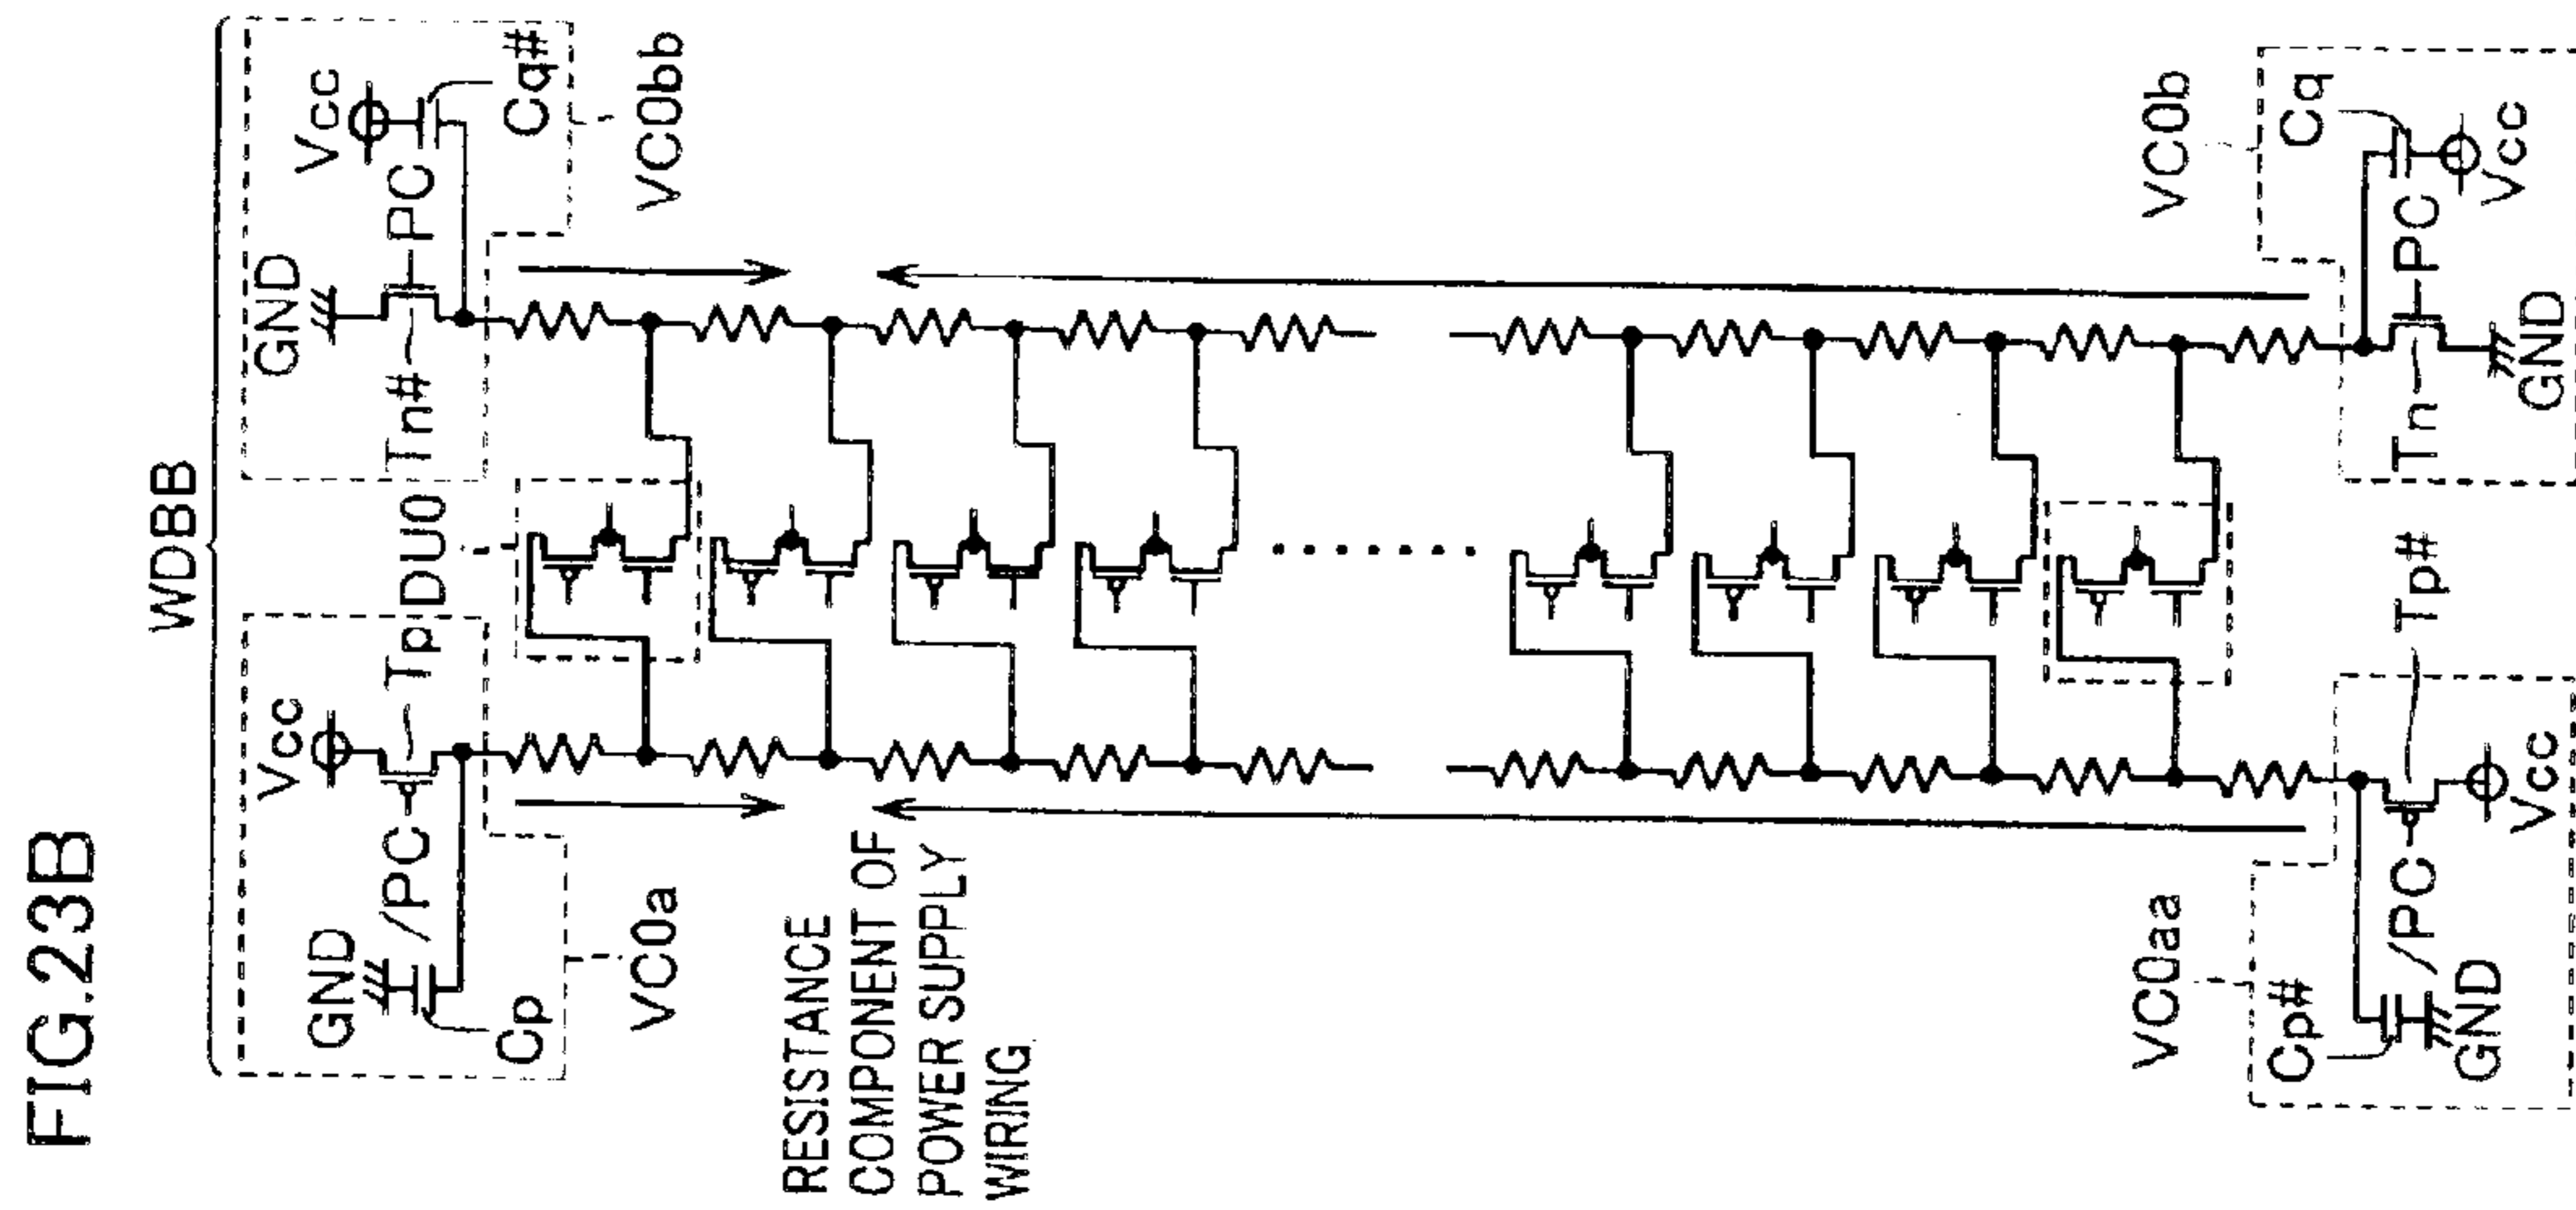 FIG.23B
WDBB
Vcc
GND
/PC
Tp
Cp
VC0a
DU0
GND
Vcc
Tn#
PC
Cq#
VC0bb
RESISTANCE
COMPONENT OF
POWER SUPPLY
WIRING
VC0aa
Cp#
/PC
GND
Tp#
Vcc
VC0b
Cq
Tn
PC
GND
Vcc